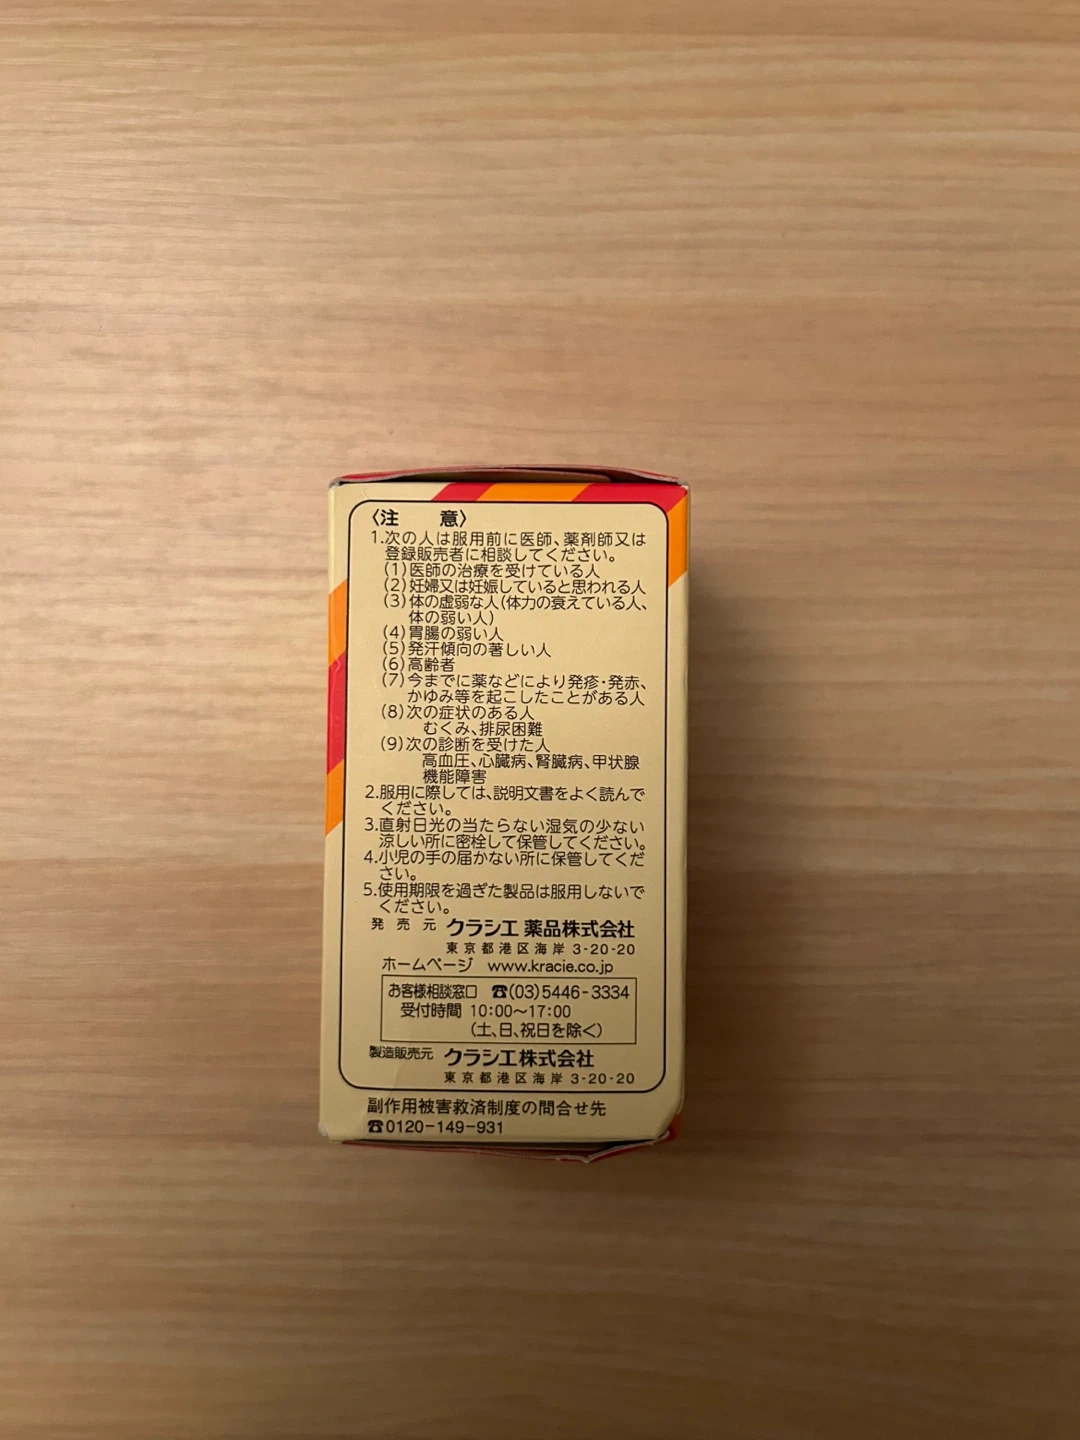 〈注　意〉
1.次の人は服用前に医師、薬剤師又は
登録販売者に相談してください。
(1)医師の治療を受けている人
(2)妊婦又は妊娠していると思われる人
(3)体の虚弱な人(体力の衰えている人、
体の弱い人)
(4)胃腸の弱い人
(5)発汗傾向の著しい人
(6)高齢者
(7)今までに薬などにより発疹・発赤、
かゆみ等を起こしたことがある人
(8)次の症状のある人
むくみ、排尿困難
(9)次の診断を受けた人
高血圧、心臓病、腎臓病、甲状腺
機能障害
2.服用に際しては、説明文書をよく読んで
ください。
3.直射日光の当たらない湿気の少ない
涼しい所に密栓して保管してください。
4.小児の手の届かない所に保管してくだ
さい。
5.使用期限を過ぎた製品は服用しないで
ください。
発売元 クラシエ薬品株式会社
東京都港区海岸 3-20-20
ホームページ www.kracie.co.jp
お客様相談窓口 ☎(03)5446-3334
受付時間 10:00〜17:00
(土、日、祝日を除く)
製造販売元 クラシエ株式会社
東京都港区海岸 3-20-20
副作用被害救済制度の問合せ先
☎0120-149-931